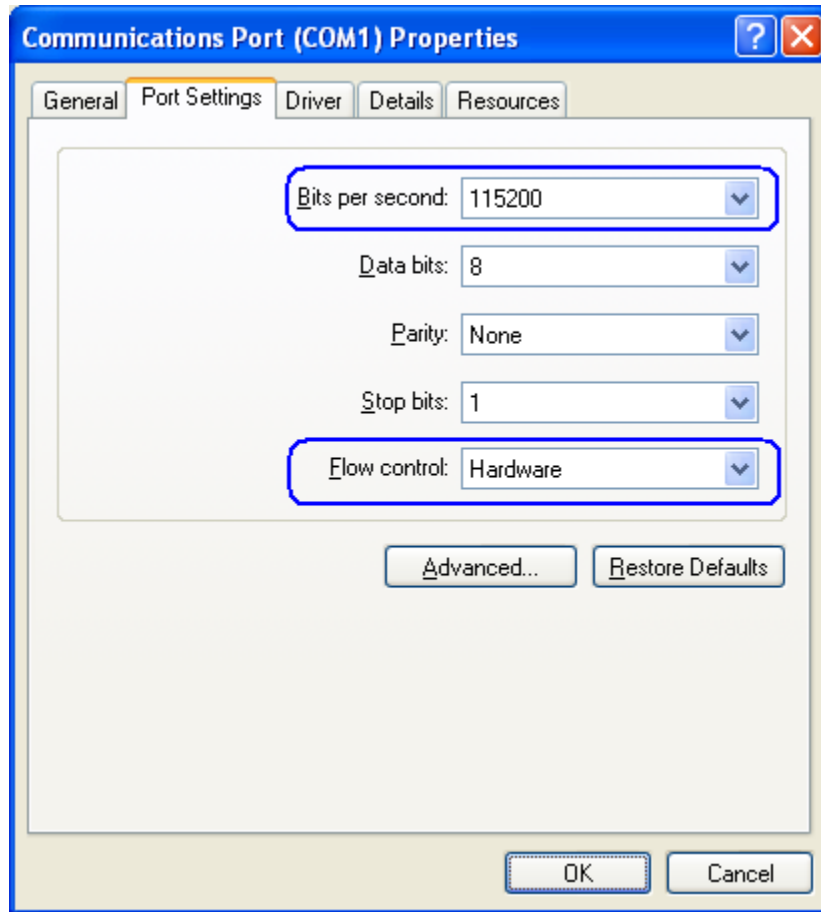 Communications Port (COM1) Properties
General Port Settings Driver Details Resources
Bits per second: 115200
Data bits: 8
Parity: None
Stop bits: 1
Flow control: Hardware
Advanced... Restore Defaults
OK Cancel